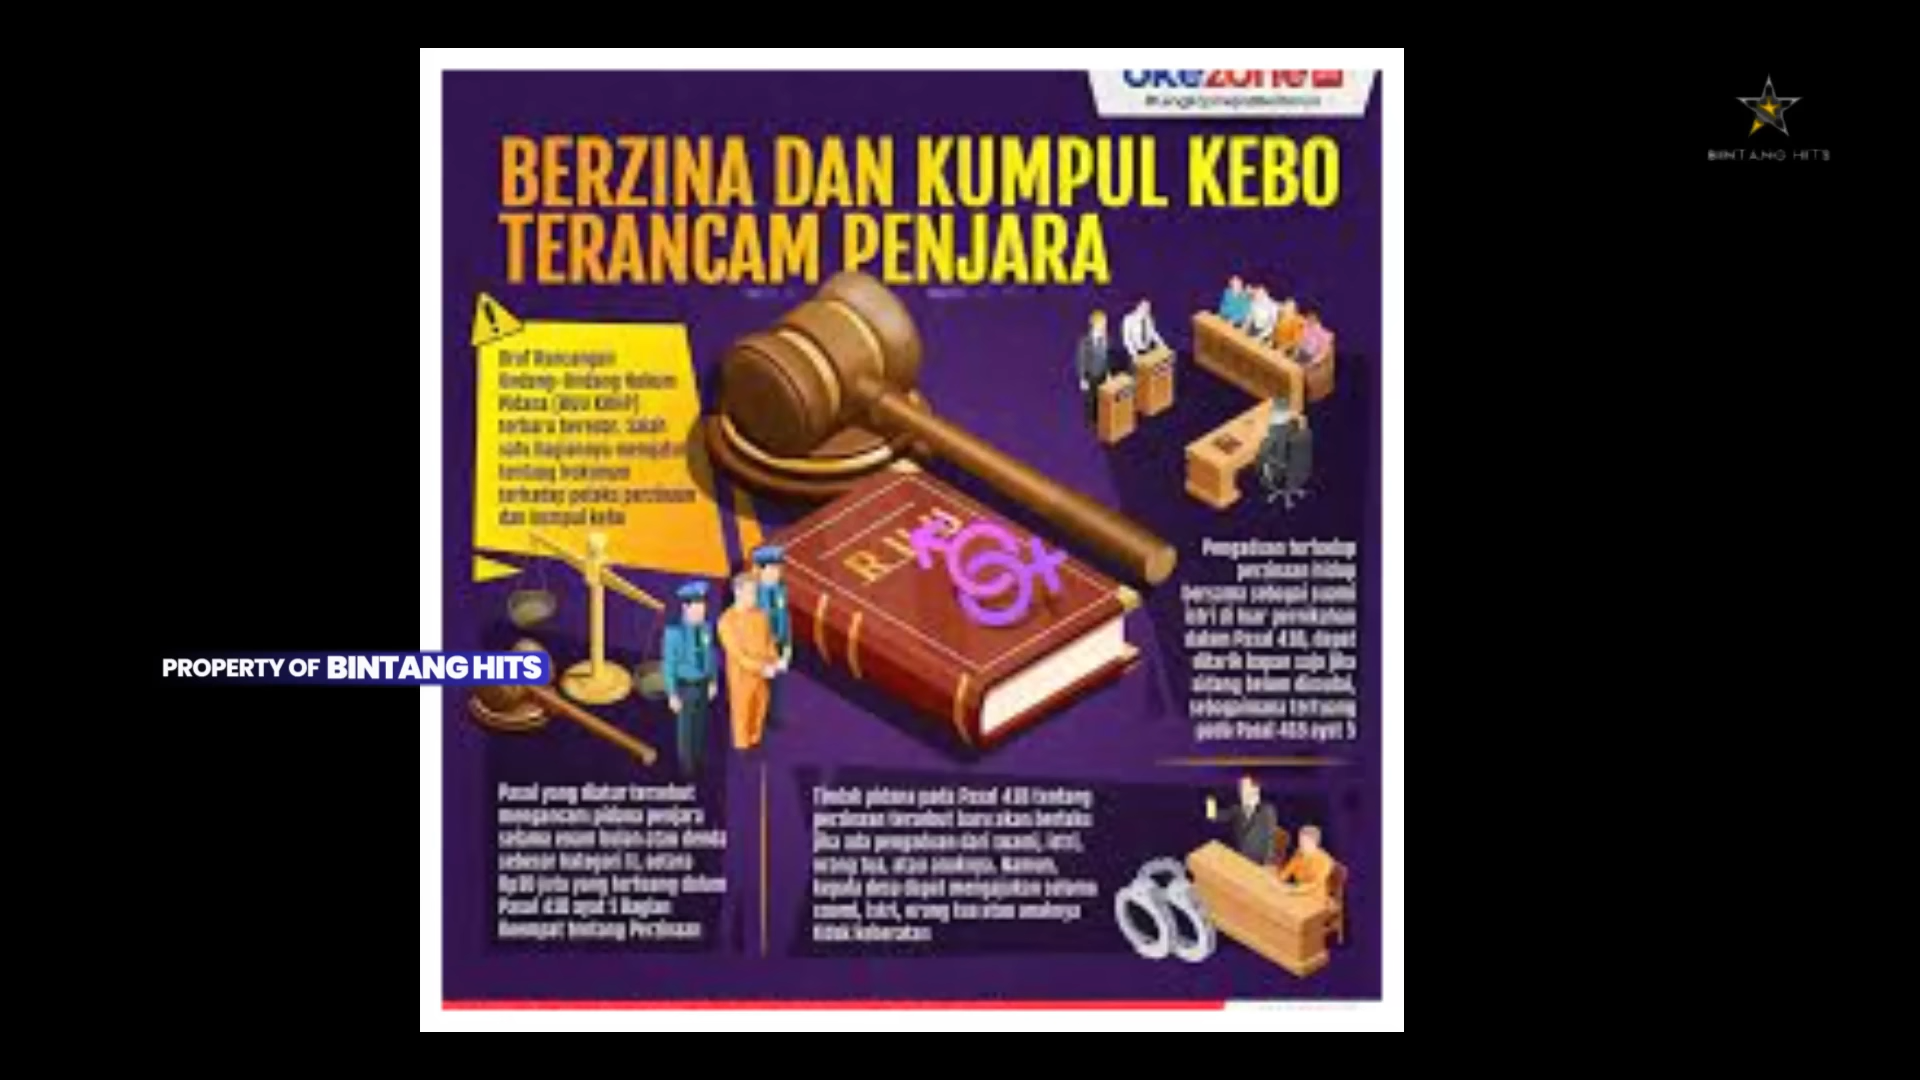 okezone
BINTANG HITS
BERZINA DAN KUMPUL KEBO
TERANCAM PENJARA
Draf Rancangan
Undang-Undang Hukum
Pidana (RUU KUHP)
terbaru beredar. Salah
satu bagiannya mengatur
tentang hukuman
terhadap pelaku perzinaan
dan kumpul kebo
RUU
Pengaduan terhadap
perzinaan hidup
bersama sebagai suami
istri di luar pernikahan
dalam Pasal 416, dapat
ditarik kapan saja jika
sidang belum dimulai,
sebagaimana tertuang
pada Pasal ayat 5
PROPERTY OF BINTANG HITS
Pasal yang diatur tersebut
mengancam pidana penjara
selama enam bulan atau denda
sebesar kategori II, setara
Rp10 juta yang tertuang dalam
Pasal 416 ayat 1 Bagian
Keempat tentang Perzinaan
Tindak pidana pada Pasal 416 tentang
perzinaan tersebut baru akan berlaku
jika ada pengaduan dari suami, istri,
orang tua, atau anaknya. Namun,
kepala desa dapat mengajukan selama
suami, istri, orang tua atau anaknya
tidak keberatan